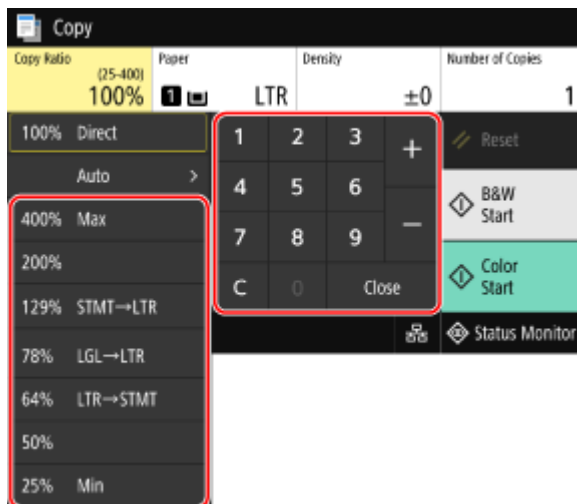 Copy
Copy Ratio
(25-400)
100%
Paper
1 LTR
Density
±0
Number of Copies
1
100% Direct
Auto >
400% Max
200%
129% STMT→LTR
78% LGL→LTR
64% LTR→STMT
50%
25% Min
1 2 3 +
4 5 6
7 8 9 −
C 0 Close
Reset
B&W
Start
Color
Start
Status Monitor